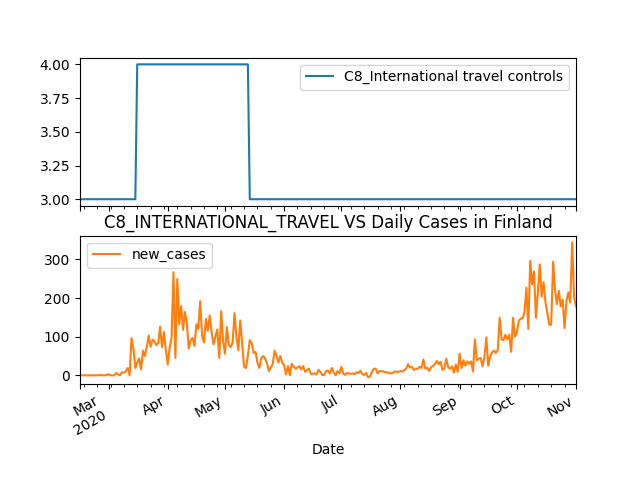 4.00
3.75
3.50
3.25
3.00
C8_International travel controls
C8_INTERNATIONAL_TRAVEL VS Daily Cases in Finland
300
200
100
0
new_cases
Mar
2020
Apr
May
Jun
Jul
Aug
Sep
Oct
Nov
Date